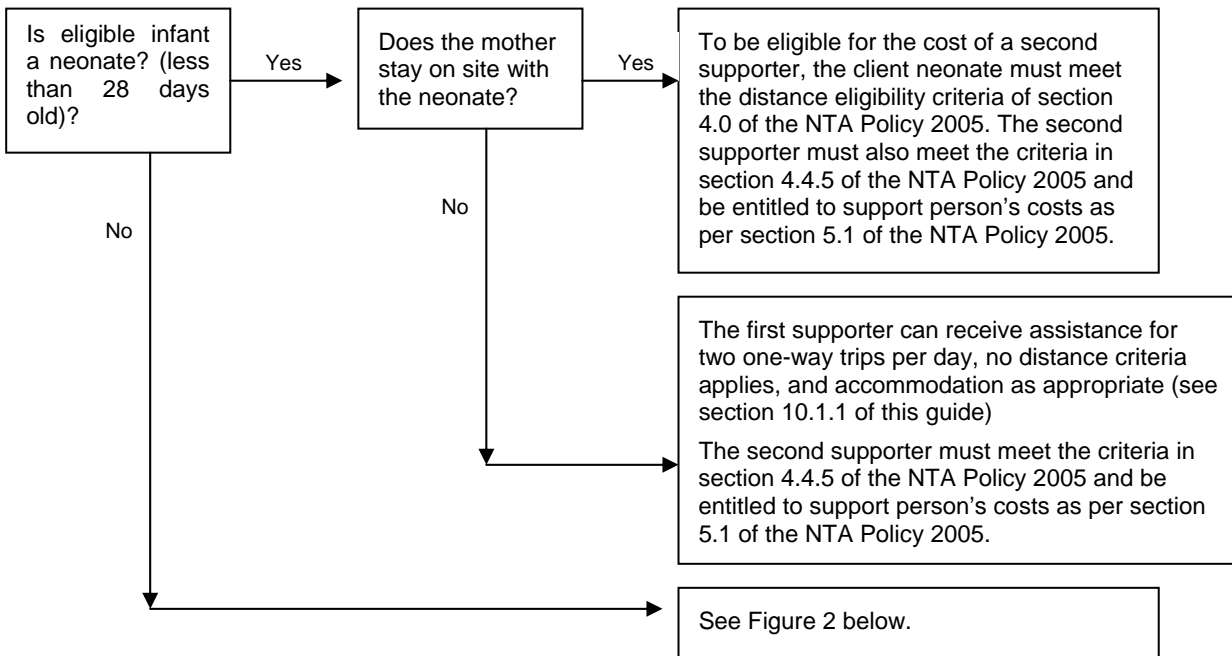 Is eligible infant
a neonate? (less
than 28 days
old)?
Yes
Does the mother
stay on site with
the neonate?
Yes
To be eligible for the cost of a second
supporter, the client neonate must meet
the distance eligibility criteria of section
4.0 of the NTA Policy 2005. The second
supporter must also meet the criteria in
section 4.4.5 of the NTA Policy 2005 and
be entitled to support person's costs as
per section 5.1 of the NTA Policy 2005.
No
No
The first supporter can receive assistance for
two one-way trips per day, no distance criteria
applies, and accommodation as appropriate (see
section 10.1.1 of this guide)
The second supporter must meet the criteria in
section 4.4.5 of the NTA Policy 2005 and be
entitled to support person's costs as per section
5.1 of the NTA Policy 2005.
See Figure 2 below.